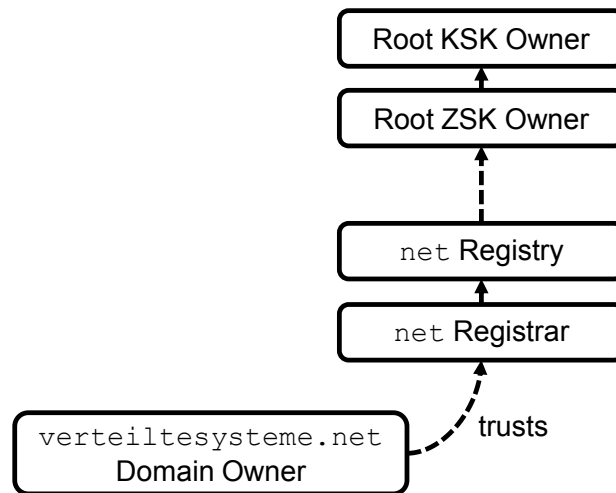 Root KSK Owner
Root ZSK Owner
net Registry
net Registrar
trusts
verteiltesysteme.net
Domain Owner